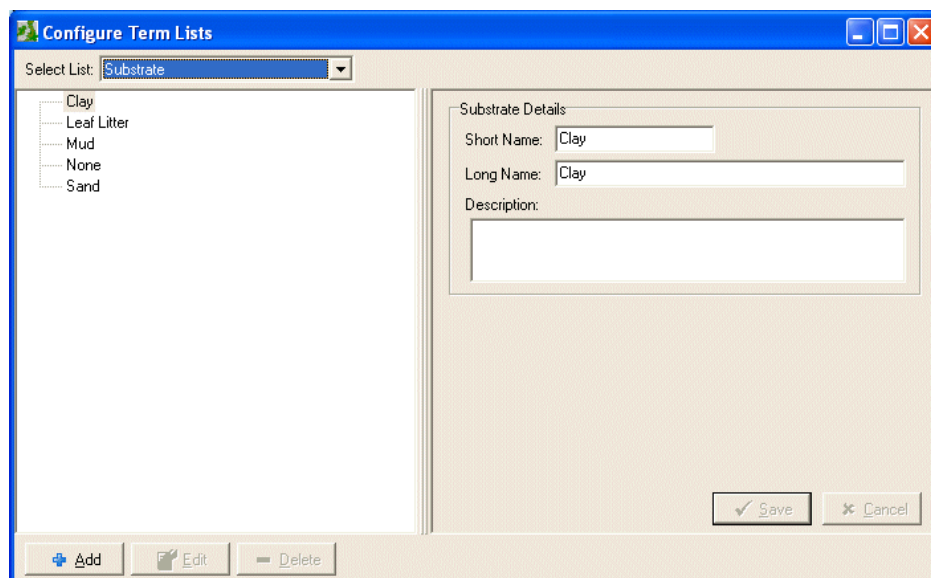 Configure Term Lists
Select List: Substrate
Clay
Leaf Litter
Mud
None
Sand
Substrate Details
Short Name: Clay
Long Name: Clay
Description:
Save Cancel
Add Edit Delete